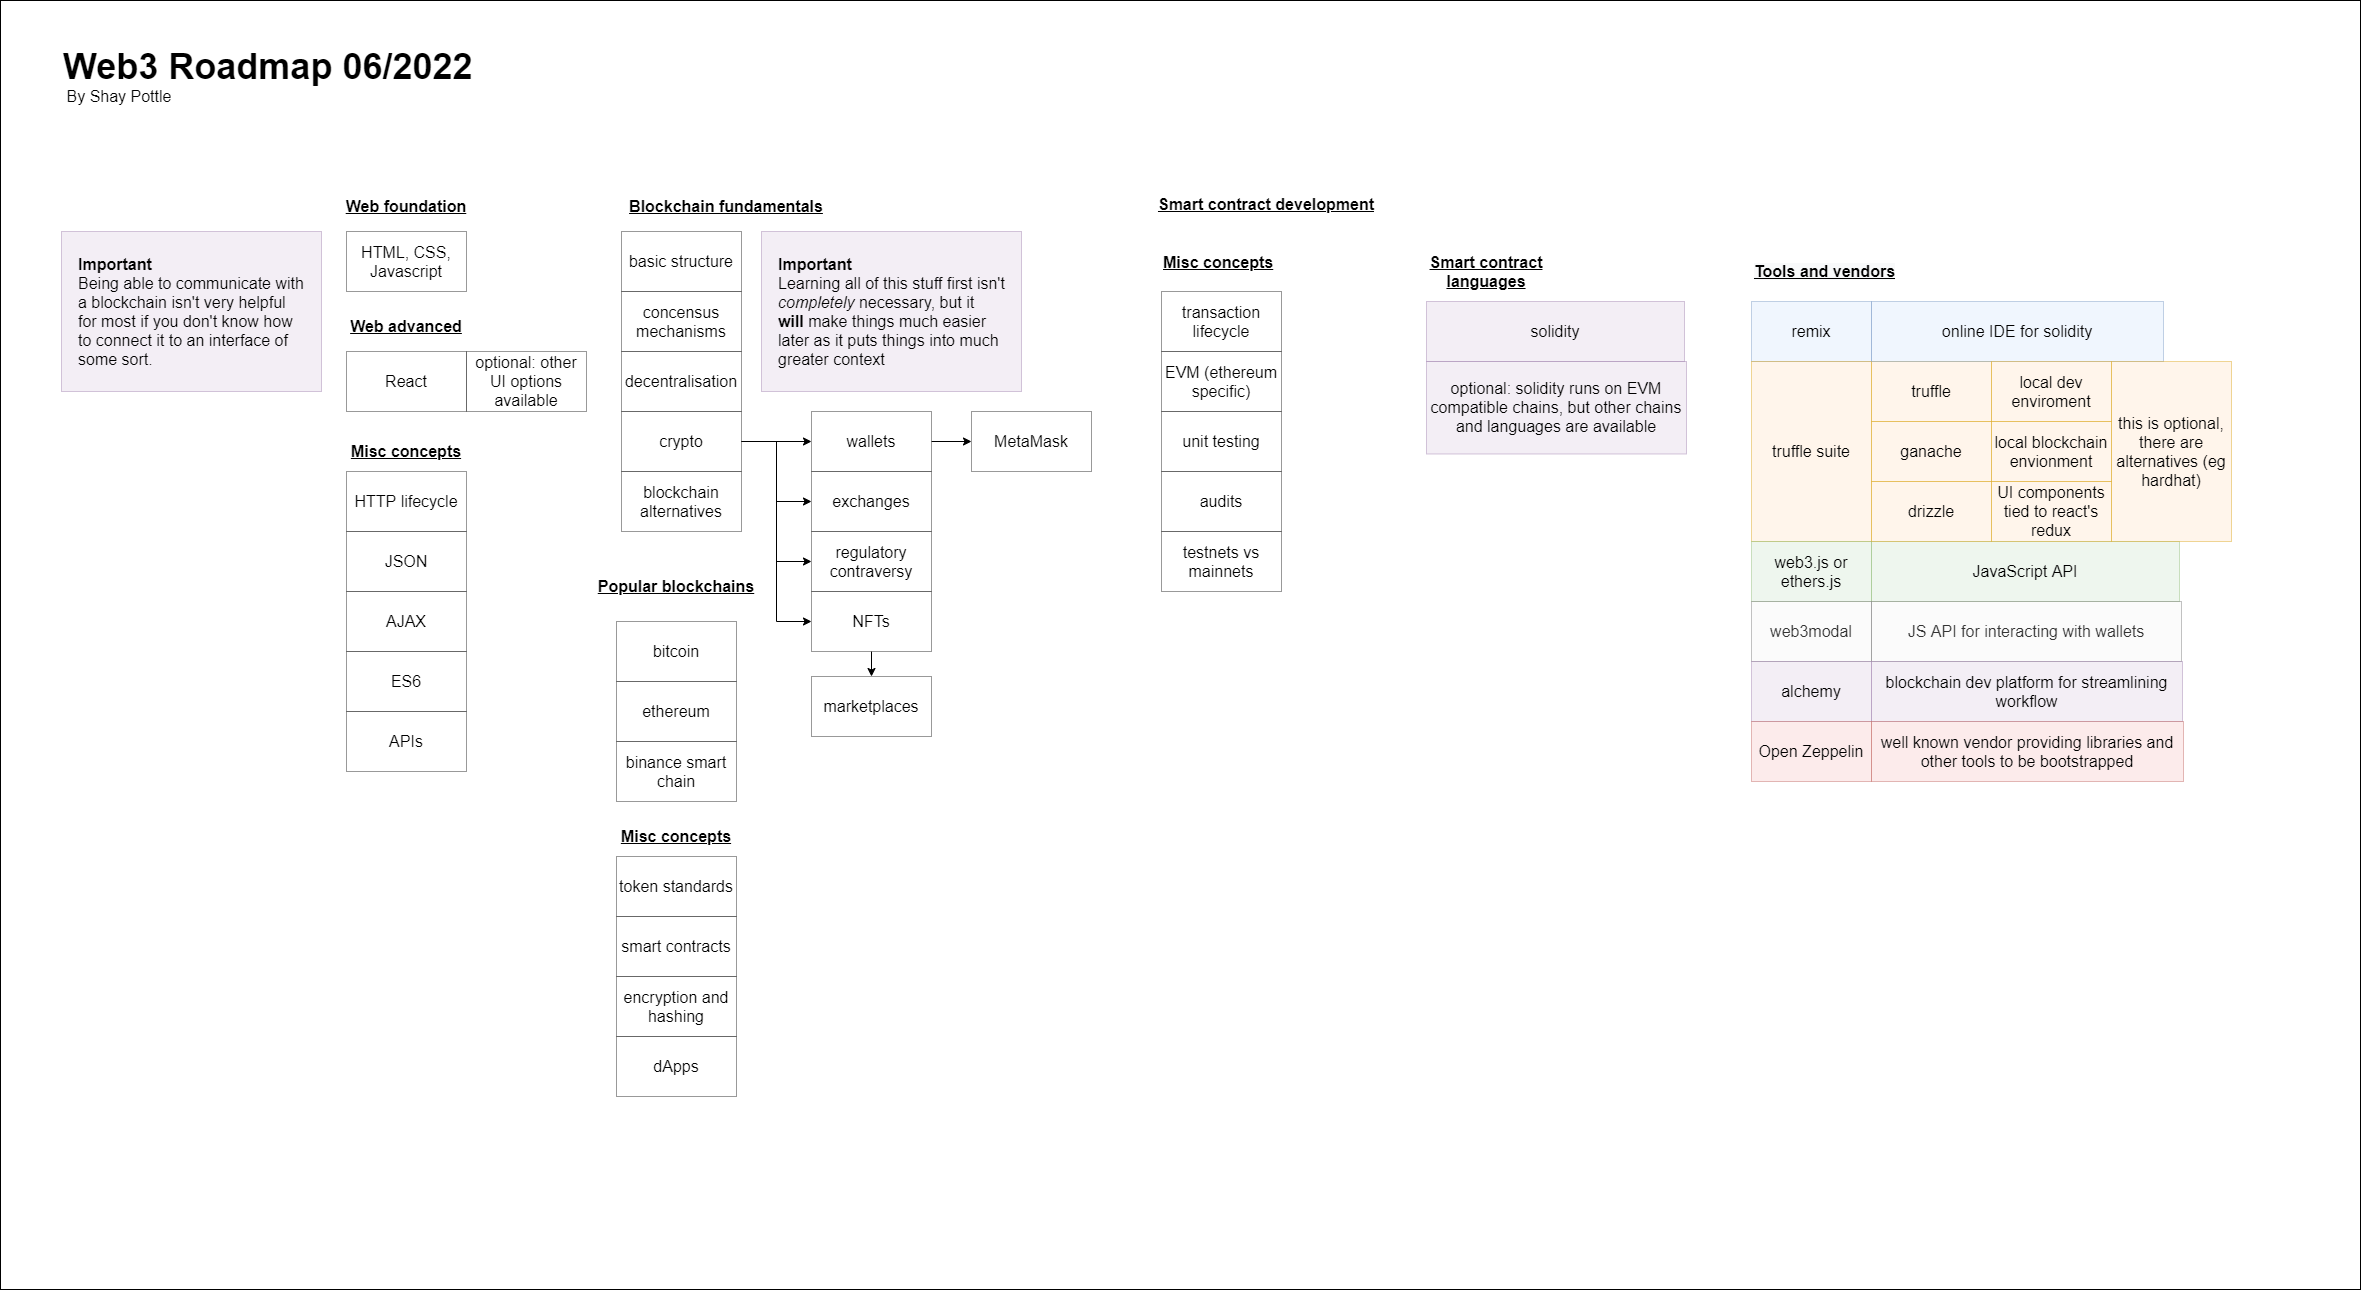 Web3 Roadmap 06/2022
By Shay Pottle
Important
Being able to communicate with
a blockchain isn't very helpful
for most if you don't know how
to connect it to an interface of
some sort.
Web foundation
HTML, CSS,
Javascript
Web advanced
React
optional: other
UI options
available
Misc concepts
HTTP lifecycle
JSON
AJAX
ES6
APIs
Blockchain fundamentals
basic structure
concensus
mechanisms
decentralisation
crypto
blockchain
alternatives
Important
Learning all of this stuff first isn't
completely necessary, but it
will make things much easier
later as it puts things into much
greater context
wallets
MetaMask
exchanges
regulatory
contraversy
NFTs
marketplaces
Popular blockchains
bitcoin
ethereum
binance smart
chain
Misc concepts
token standards
smart contracts
encryption and
hashing
dApps
Smart contract development
Misc concepts
transaction
lifecycle
EVM (ethereum
specific)
unit testing
audits
testnets vs
mainnets
Smart contract
languages
solidity
optional: solidity runs on EVM
compatible chains, but other chains
and languages are available
Tools and vendors
remix
online IDE for solidity
truffle suite
truffle
local dev
enviroment
ganache
local blockchain
envionment
drizzle
UI components
tied to react's
redux
this is optional,
there are
alternatives (eg
hardhat)
web3.js or
ethers.js
JavaScript API
web3modal
JS API for interacting with wallets
alchemy
blockchain dev platform for streamlining
workflow
Open Zeppelin
well known vendor providing libraries and
other tools to be bootstrapped